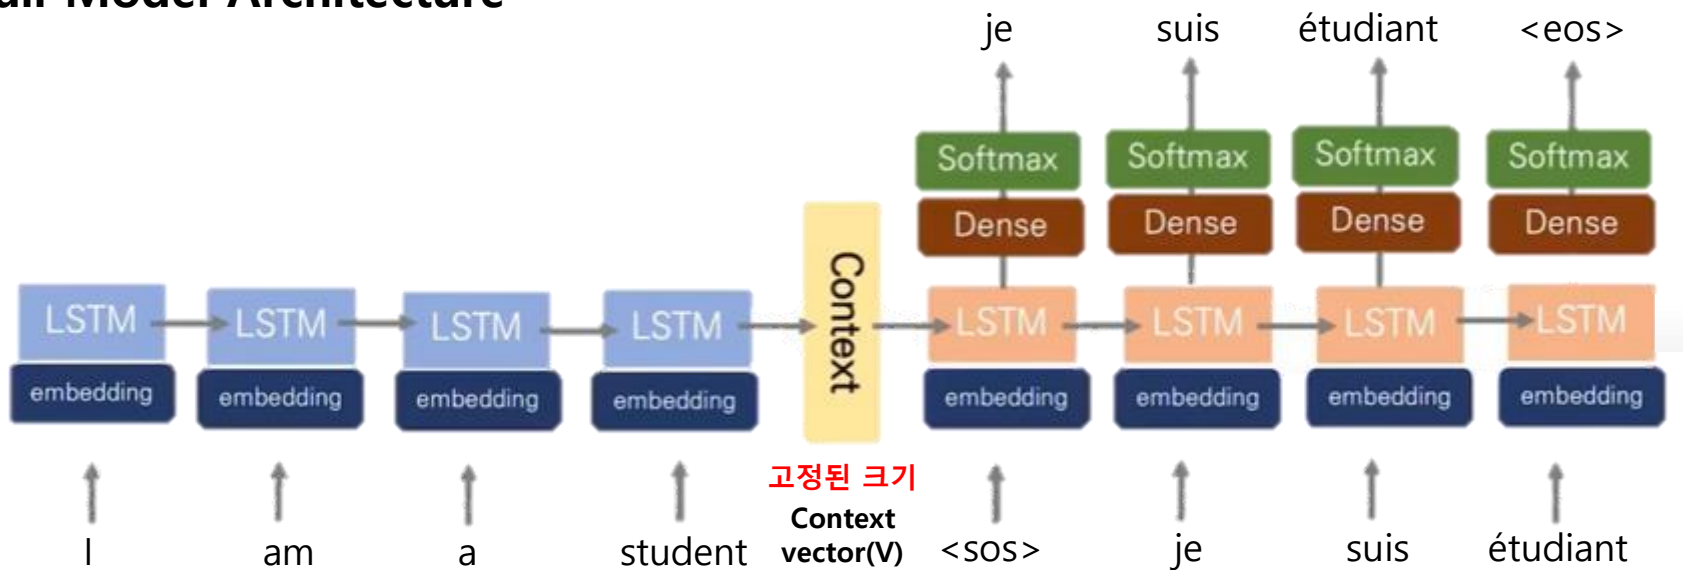 Model Architecture
je suis étudiant <eos>
Softmax Softmax Softmax Softmax
Dense Dense Dense Dense
Context
LSTM LSTM LSTM LSTM LSTM LSTM LSTM LSTM
embedding embedding embedding embedding embedding embedding embedding embedding
고정된 크기
Context
vector(V)
I am a student <sos> je suis étudiant